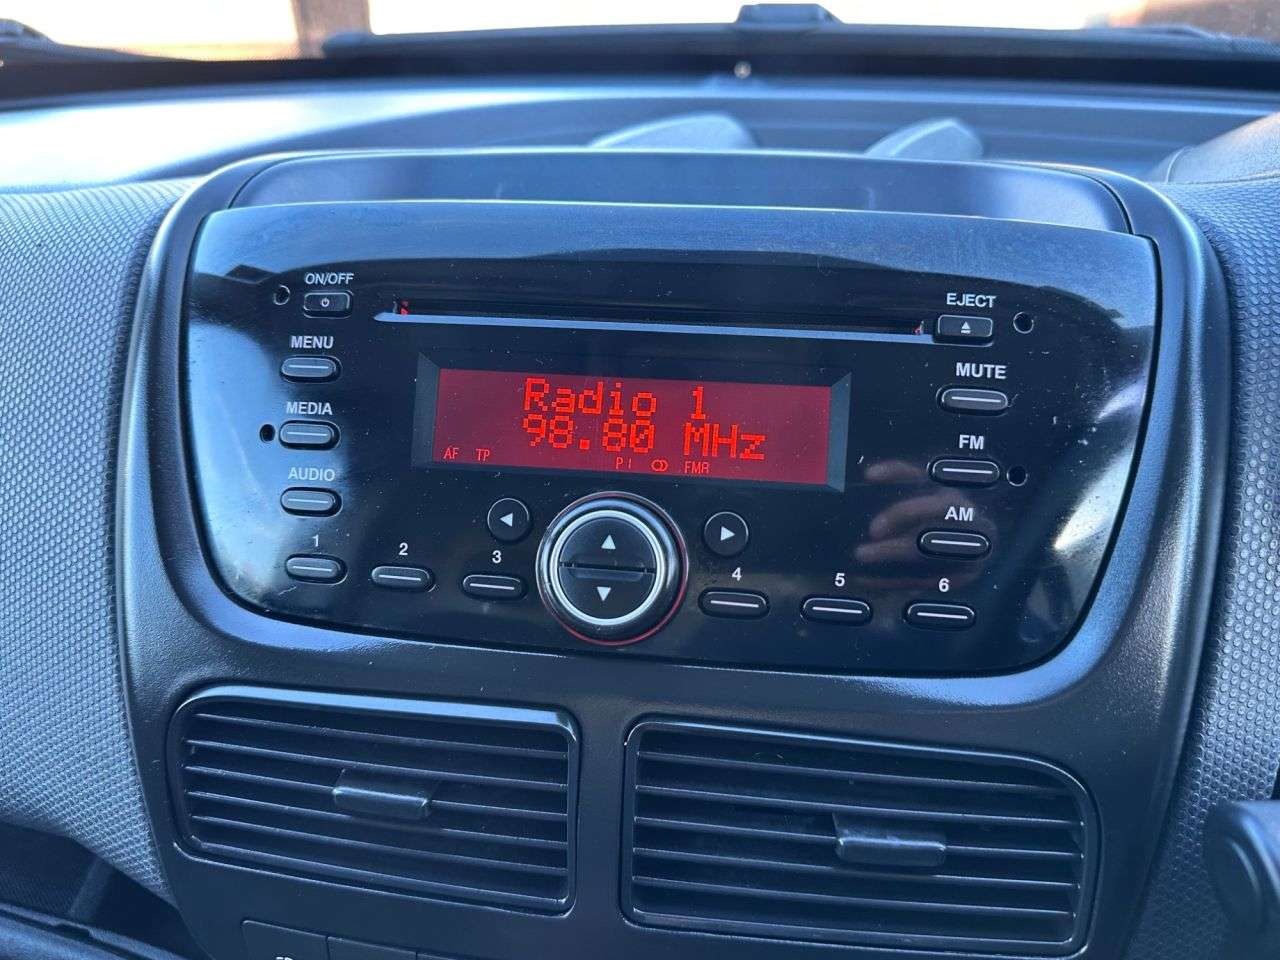 ON/OFF
EJECT
MENU
MUTE
MEDIA
Radio 1
98.80 MHz
AF TP PI FMR
FM
AUDIO
AM
1 2 3 4 5 6